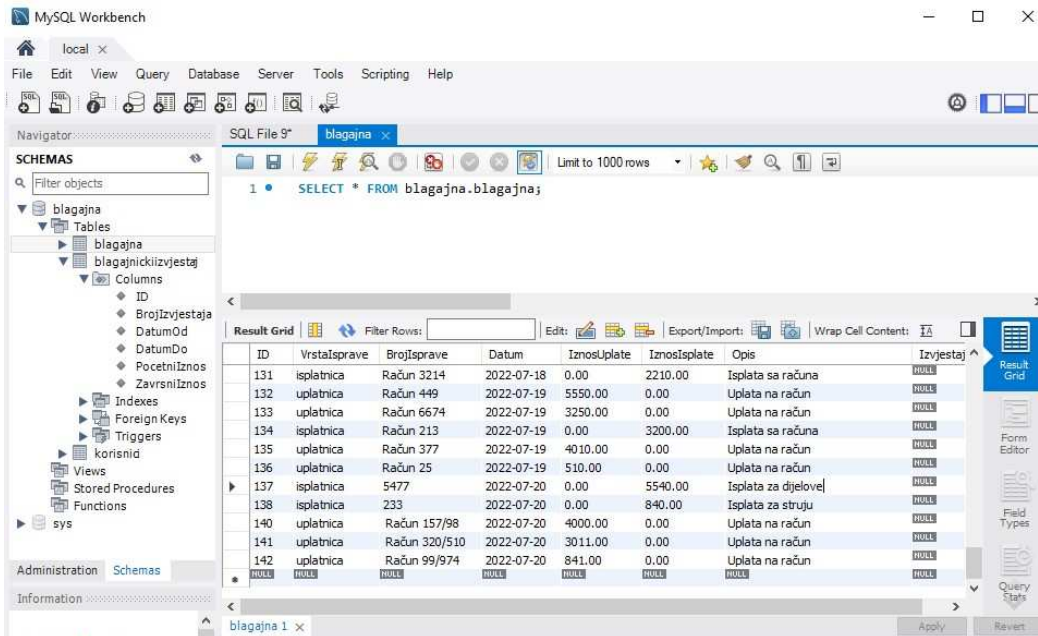 MySQL Workbench
local
File Edit View Query Database Server Tools Scripting Help
Navigator
SQL File 9*
blagajna
SCHEMAS
Filter objects
Limit to 1000 rows
1 SELECT * FROM blagajna.blagajna;
blagajna
Tables
blagajna
blagajnickiizvjestaj
Columns
ID
BrojIzvjestaja
DatumOd
DatumDo
PocetniIznos
ZavrsniIznos
Indexes
Foreign Keys
Triggers
Views
Stored Procedures
Functions
sys
Administration Schemas
Information
Result Grid Filter Rows: Edit: Export/Import: Wrap Cell Content:
ID VrstaIsprave BrojIsprave Datum IznosUplate IznosIsplate Opis Izvjestaj
131 isplatnica Račun 3214 2022-07-18 0.00 2210.00 Isplata sa računa NULL
132 uplatnica Račun 449 2022-07-19 5550.00 0.00 Uplata na račun NULL
133 uplatnica Račun 6674 2022-07-19 3250.00 0.00 Uplata na račun NULL
134 isplatnica Račun 213 2022-07-19 0.00 3200.00 Isplata sa računa NULL
135 uplatnica Račun 377 2022-07-19 4010.00 0.00 Uplata na račun NULL
136 uplatnica Račun 25 2022-07-19 510.00 0.00 Uplata na račun NULL
137 isplatnica 5477 2022-07-20 0.00 5540.00 Isplata za dijelove NULL
138 isplatnica 233 2022-07-20 0.00 840.00 Isplata za struju NULL
140 uplatnica Račun 157/98 2022-07-20 4000.00 0.00 Uplata na račun NULL
141 uplatnica Račun 320/510 2022-07-20 3011.00 0.00 Uplata na račun NULL
142 uplatnica Račun 99/974 2022-07-20 841.00 0.00 Uplata na račun NULL
NULL NULL NULL NULL NULL NULL NULL NULL
Result
Grid
Form
Editor
Field
Types
Query
Stats
blagajna 1
Apply Revert